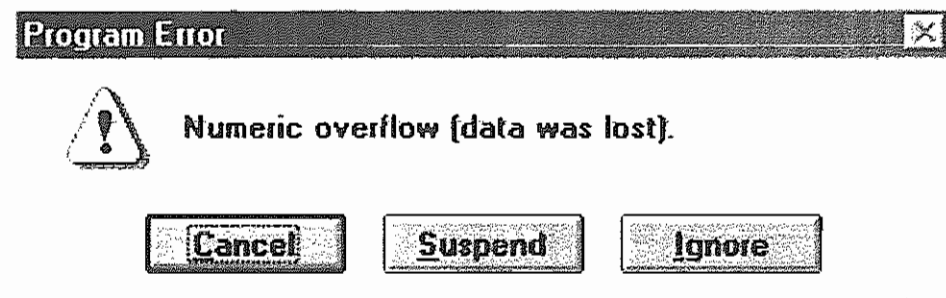 Program Error
Numeric overflow (data was lost).
Cancel Suspend Ignore